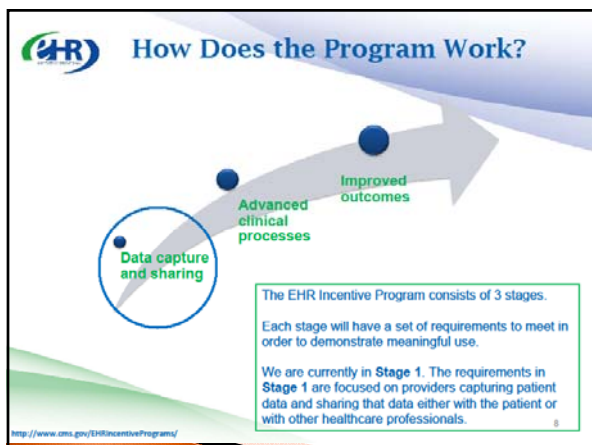 EHR
How Does the Program Work?
Improved
outcomes
Advanced
clinical
processes
Data capture
and sharing
The EHR Incentive Program consists of 3 stages.
Each stage will have a set of requirements to meet in
order to demonstrate meaningful use.
We are currently in Stage 1. The requirements in
Stage 1 are focused on providers capturing patient
data and sharing that data either with the patient or
with other healthcare professionals.
8
http://www.cms.gov/EHRIncentivePrograms/